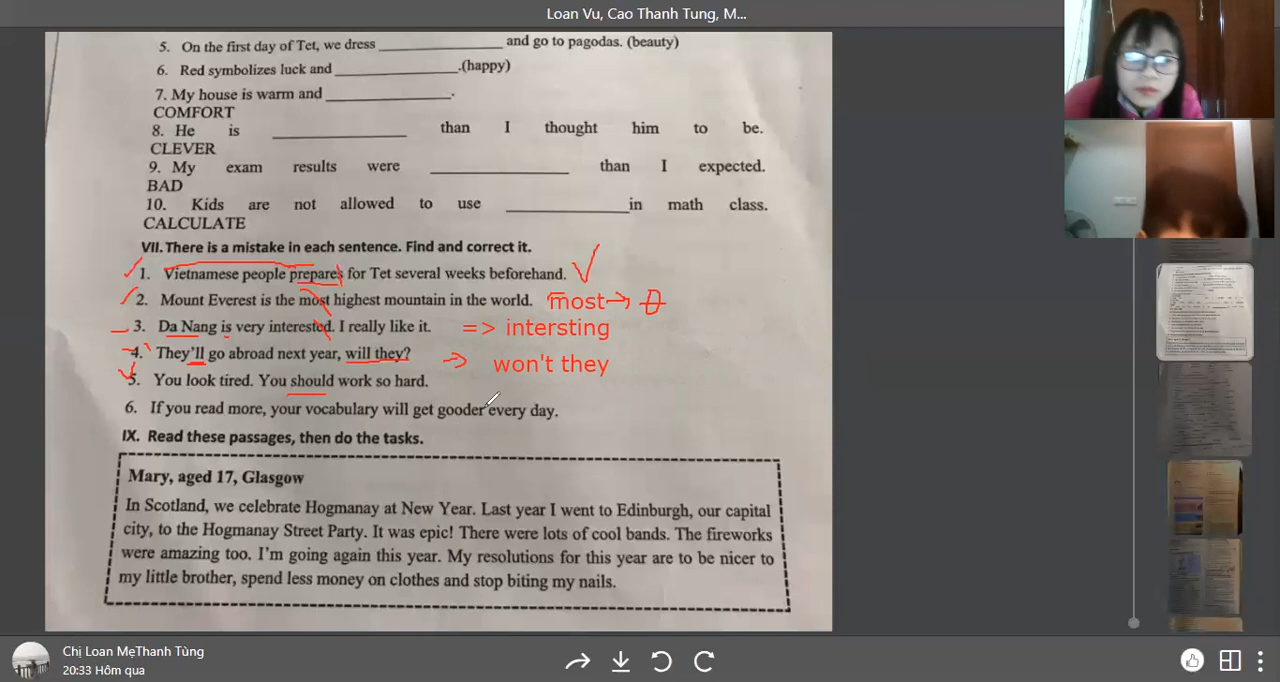 Loan Vu, Cao Thanh Tung, M...
5. On the first day of Tet, we dress ____________ and go to pagodas. (beauty)
6. Red symbolizes luck and ____________.(happy)
7. My house is warm and ____________.
COMFORT
8. He is ____________ than I thought him to be.
CLEVER
9. My exam results were ____________ than I expected.
BAD
10. Kids are not allowed to use ____________in math class.
CALCULATE
VII. There is a mistake in each sentence. Find and correct it.
1. Vietnamese people prepares for Tet several weeks beforehand.
2. Mount Everest is the most highest mountain in the world. most→ Ø
3. Da Nang is very interested. I really like it. => intersting
4. They'll go abroad next year, will they? => won't they
5. You look tired. You should work so hard.
6. If you read more, your vocabulary will get gooder every day.
IX. Read these passages, then do the tasks.
Mary, aged 17, Glasgow
In Scotland, we celebrate Hogmanay at New Year. Last year I went to Edinburgh, our capital
city, to the Hogmanay Street Party. It was epic! There were lots of cool bands. The fireworks
were amazing too. I'm going again this year. My resolutions for this year are to be nicer to
my little brother, spend less money on clothes and stop biting my nails.
Chị Loan MẹThanh Tùng
20:33 Hôm qua